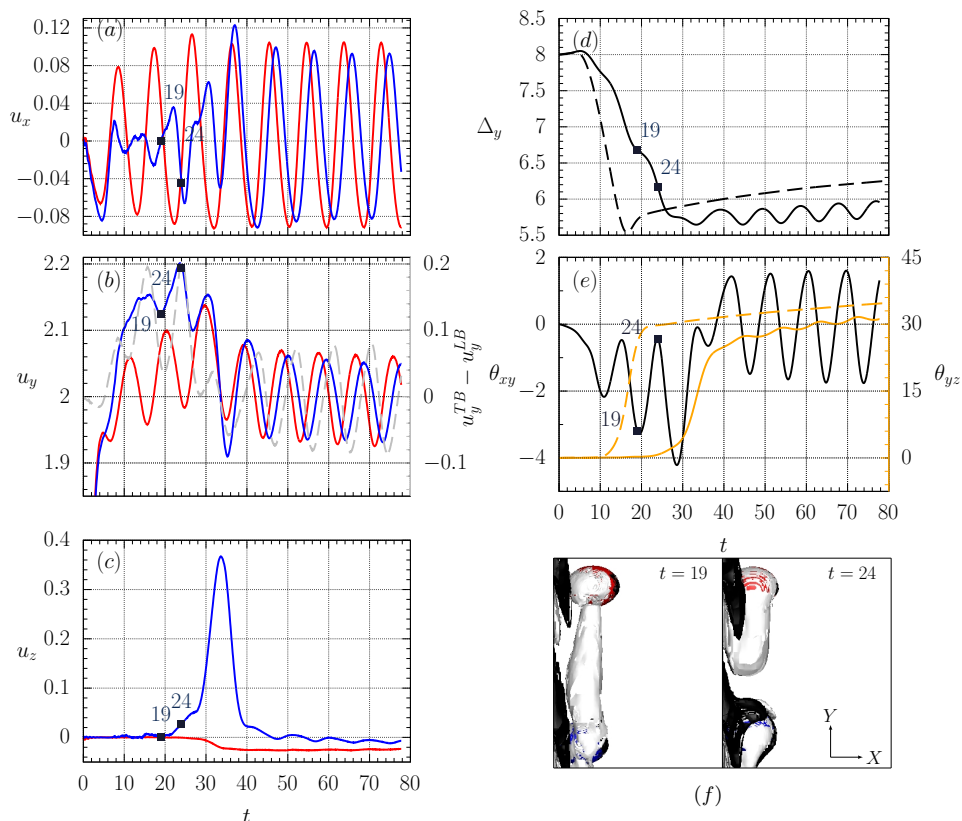 (a)
0.12
0.08
0.04
0
−0.04
−0.08
u_x
19
24
(b)
2.2
2.1
2
1.9
u_y
24
19
0.2
0.1
0
−0.1
u_y^{TB} − u_y^{LB}
(c)
0.4
0.3
0.2
0.1
0
u_z
24
19
0 10 20 30 40 50 60 70 80
t
(d)
8.5
8
7.5
7
6.5
6
5.5
Δ_y
19
24
(e)
2
0
−2
−4
θ_xy
24
19
45
30
15
0
θ_yz
0 10 20 30 40 50 60 70 80
t
t = 19
t = 24
Y
X
(f)